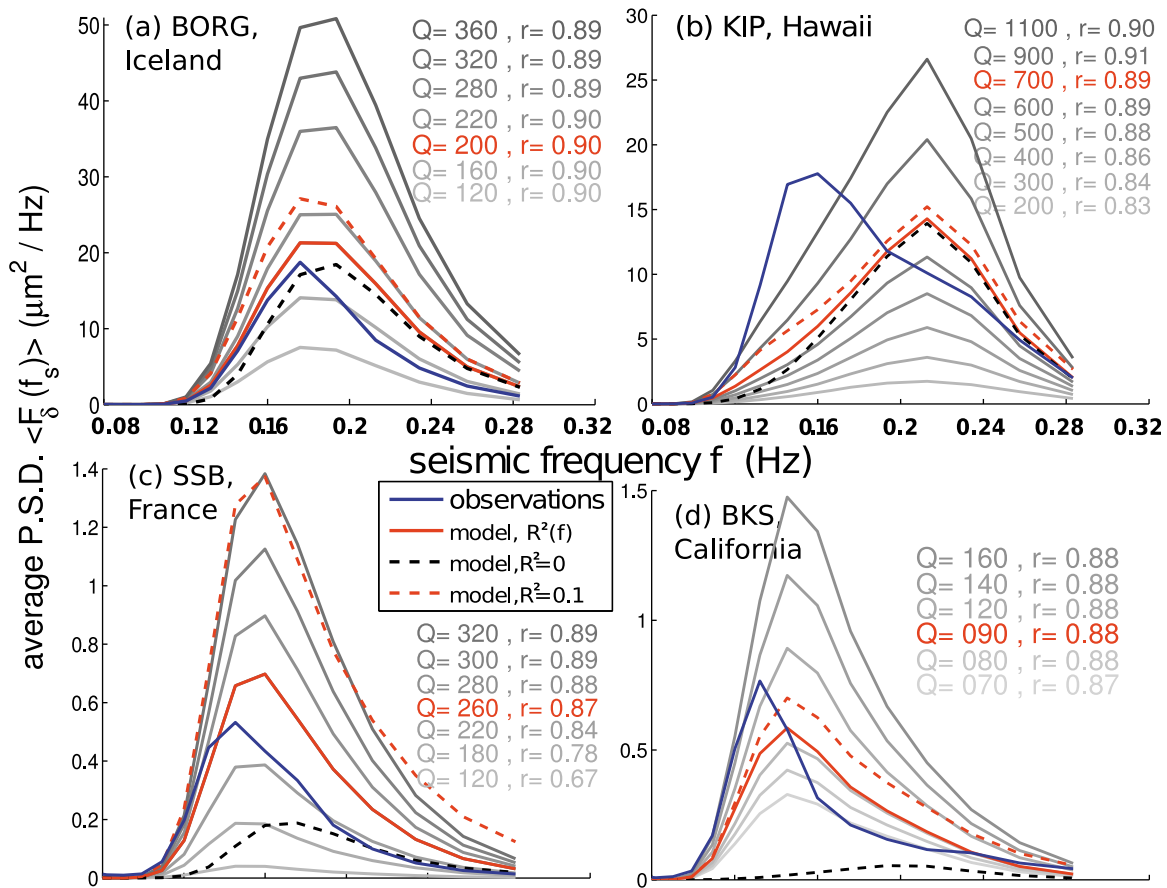 (a) BORG,
Iceland
Q= 360 , r= 0.89
Q= 320 , r= 0.89
Q= 280 , r= 0.89
Q= 220 , r= 0.90
Q= 200 , r= 0.90
Q= 160 , r= 0.90
Q= 120 , r= 0.90
50
40
30
20
10
0
0.08 0.12 0.16 0.2 0.24 0.28 0.32
(b) KIP, Hawaii
Q= 1100 , r= 0.90
Q= 900 , r= 0.91
Q= 700 , r= 0.89
Q= 600 , r= 0.89
Q= 500 , r= 0.88
Q= 400 , r= 0.86
Q= 300 , r= 0.84
Q= 200 , r= 0.83
30
25
20
15
10
5
0
0.08 0.12 0.16 0.2 0.24 0.28 0.32
average P.S.D. <F_δ (f_s)> (μm² / Hz)
seismic frequency f (Hz)
(c) SSB,
France
observations
model, R²(f)
model,R²=0
model,R²=0.1
Q= 320 , r= 0.89
Q= 300 , r= 0.89
Q= 280 , r= 0.88
Q= 260 , r= 0.87
Q= 220 , r= 0.84
Q= 180 , r= 0.78
Q= 120 , r= 0.67
1.4
1.2
1
0.8
0.6
0.4
0.2
0
(d) BKS,
California
Q= 160 , r= 0.88
Q= 140 , r= 0.88
Q= 120 , r= 0.88
Q= 090 , r= 0.88
Q= 080 , r= 0.88
Q= 070 , r= 0.87
1.5
1
0.5
0